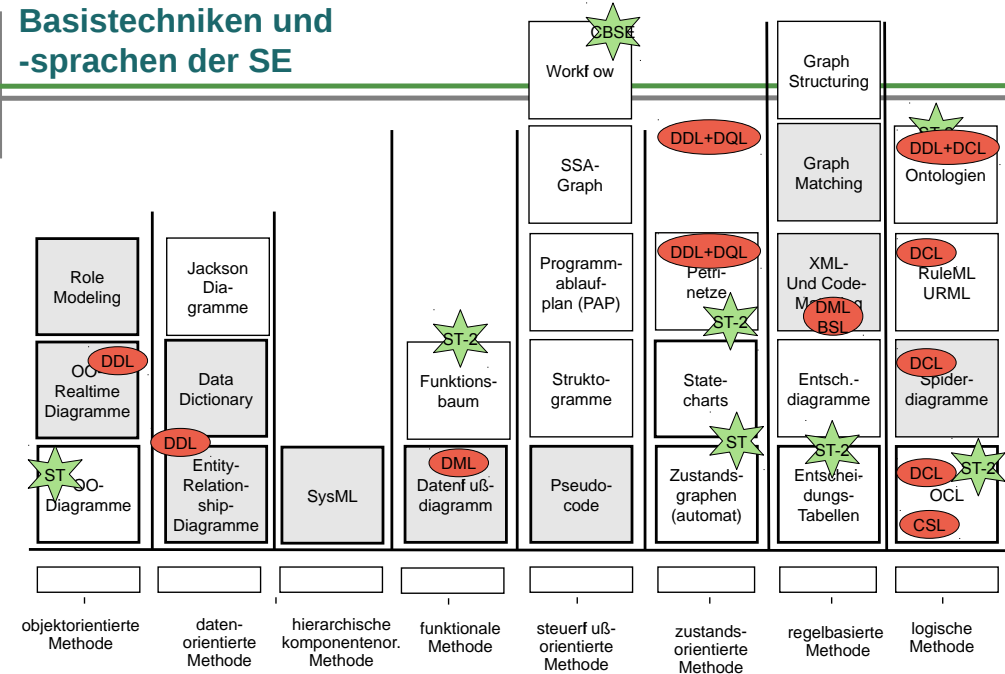 Basistechniken und
-sprachen der SE
CBSE
Workf ow
Graph
Structuring
DDL+DQL
SSA-
Graph
Graph
Matching
DDL+DCL
Ontologien
Role
Modeling
Jackson
Dia-
gramme
Programm-
ablauf-
plan (PAP)
DDL+DQL
Petri-
netze
ST-2
XML-
Und Code-
DML
BSL
DCL
RuleML
URML
DDL
OO-
Realtime
Diagramme
Data
Dictionary
ST-2
Funktions-
baum
Strukto-
gramme
State-
charts
Entsch.-
diagramme
DCL
Spider-
diagramme
ST
OO-
Diagramme
DDL
Entity-
Relation-
ship-
Diagramme
SysML
DML
Datenf uß-
diagramm
Pseudo-
code
ST
Zustands-
graphen
(automat)
ST-2
Entschei-
dungs-
Tabellen
DCL
ST-2
OCL
CSL
objektorientierte
Methode
daten-
orientierte
Methode
hierarchische
komponentenor.
Methode
funktionale
Methode
steuerf uß-
orientierte
Methode
zustands-
orientierte
Methode
regelbasierte
Methode
logische
Methode